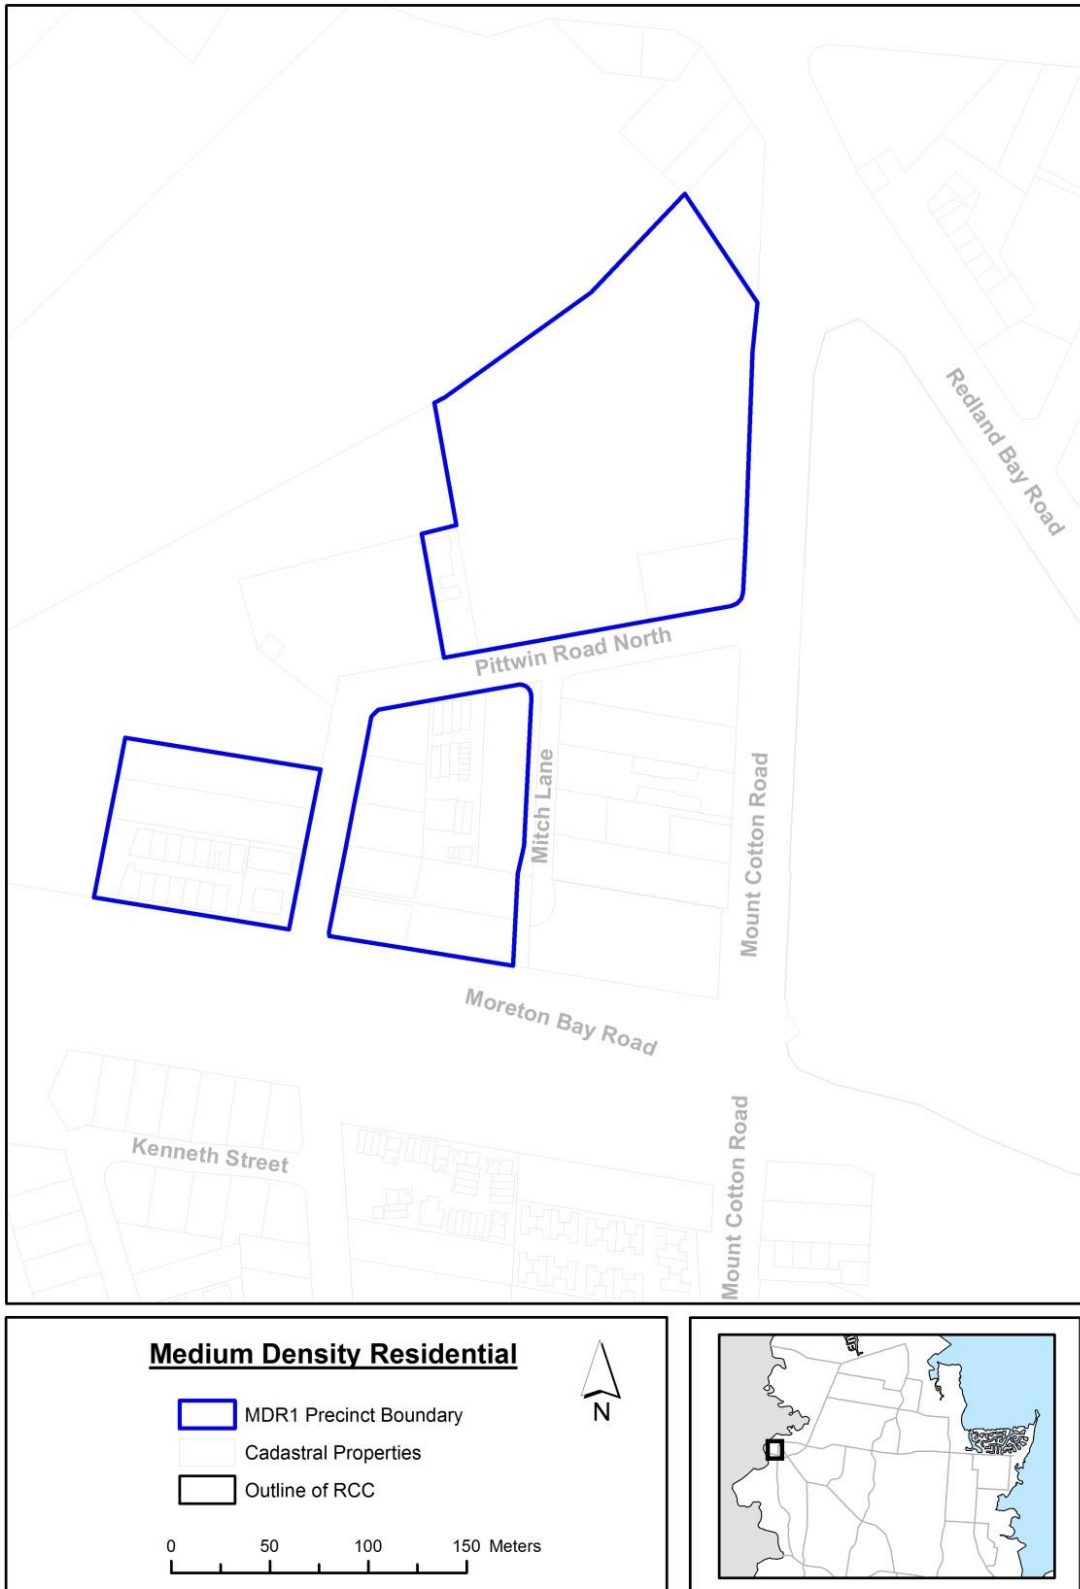 Redland Bay Road
Pittwin Road North
Mitch Lane
Mount Cotton Road
Moreton Bay Road
Kenneth Street
Mount Cotton Road
Medium Density Residential
MDR1 Precinct Boundary
Cadastral Properties
Outline of RCC
N
0 50 100 150 Meters